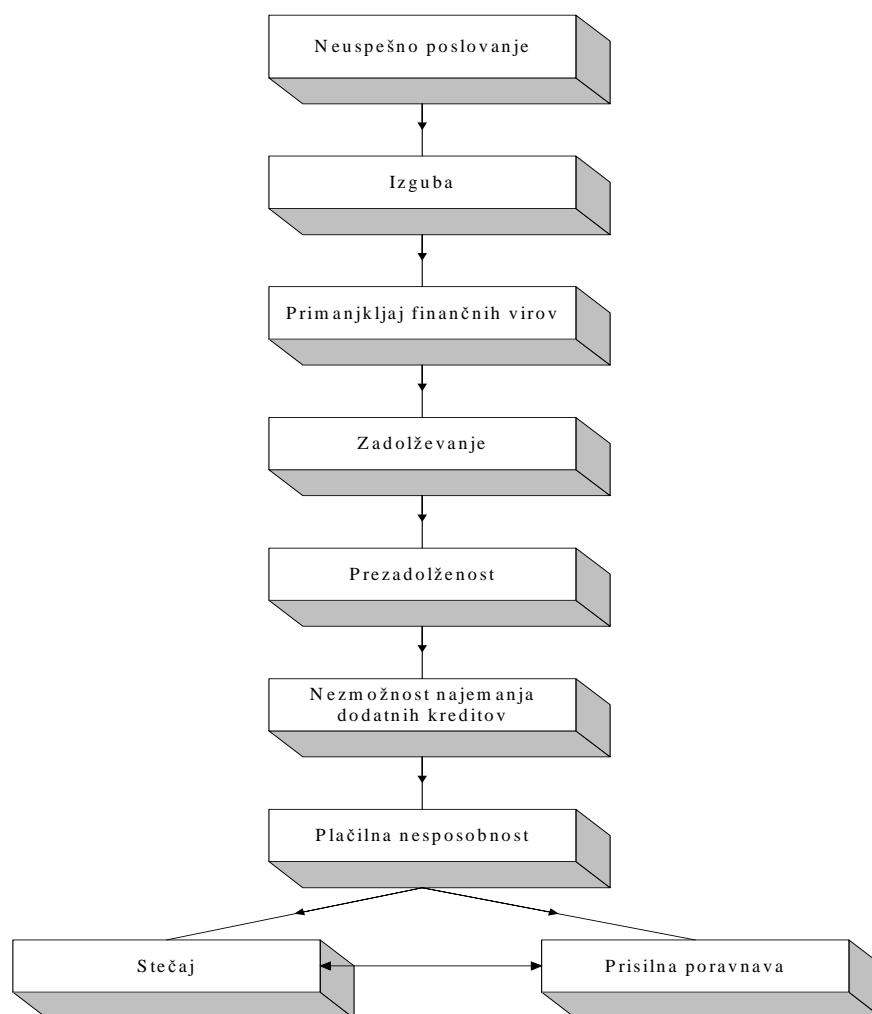 Neuspešno poslovanje
Izguba
Primanjkljaj finančnih virov
Zadolževanje
Prezadolženost
Nezmožnost najemanja
dodatnih kreditov
Plačilna nesposobnost
Stečaj
Prisilna poravnava